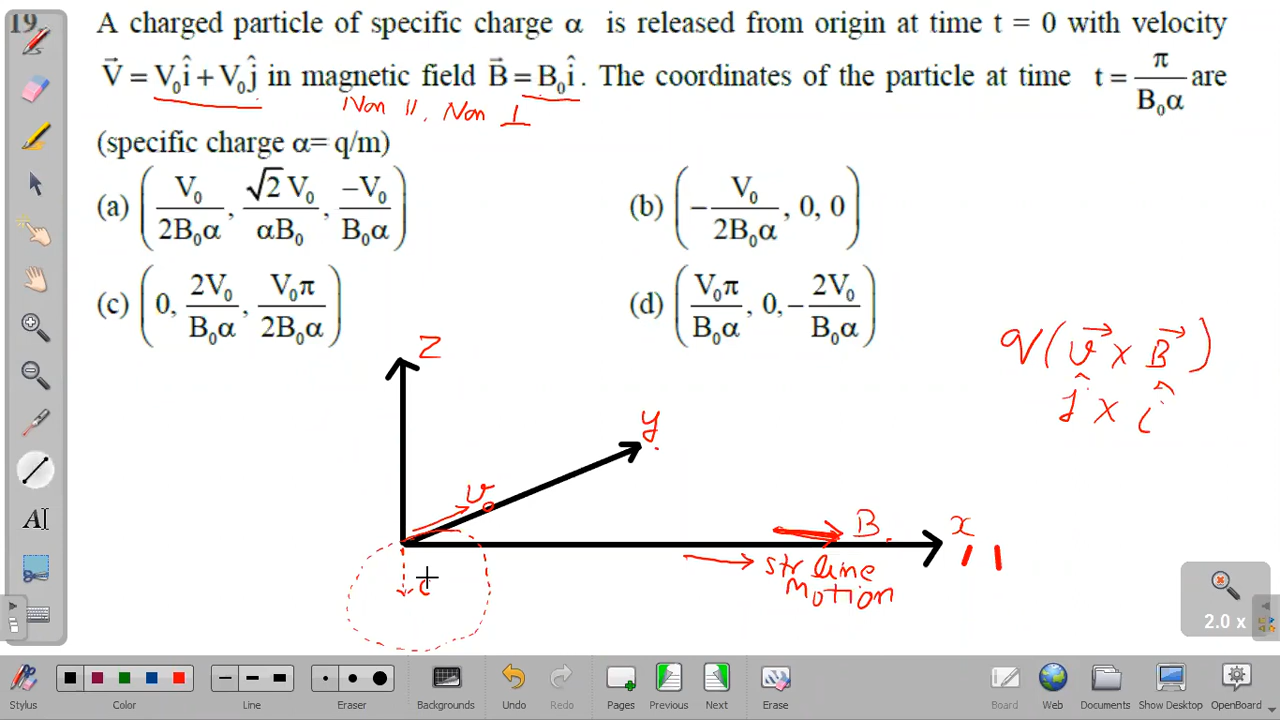 19. A charged particle of specific charge α is released from origin at time t = 0 with velocity
V⃗ = V₀î + V₀ĵ in magnetic field B⃗ = B₀î. The coordinates of the particle at time t = π/(B₀α) are
Non ||, Non ⊥
(specific charge α= q/m)
(a) (V₀/(2B₀α), √2V₀/(αB₀), −V₀/(B₀α))
(b) (−V₀/(2B₀α), 0, 0)
(c) (0, 2V₀/(B₀α), V₀π/(2B₀α))
(d) (V₀π/(B₀α), 0, −2V₀/(B₀α))
q(v⃗ × B⃗)
ĵ × î
z
y
v₀
B
x
str line
motion
2.0 x
Stylus
Color
Line
Eraser
Backgrounds
Undo
Redo
Pages
Previous
Next
Erase
Board
Web
Documents
Show Desktop
OpenBoard